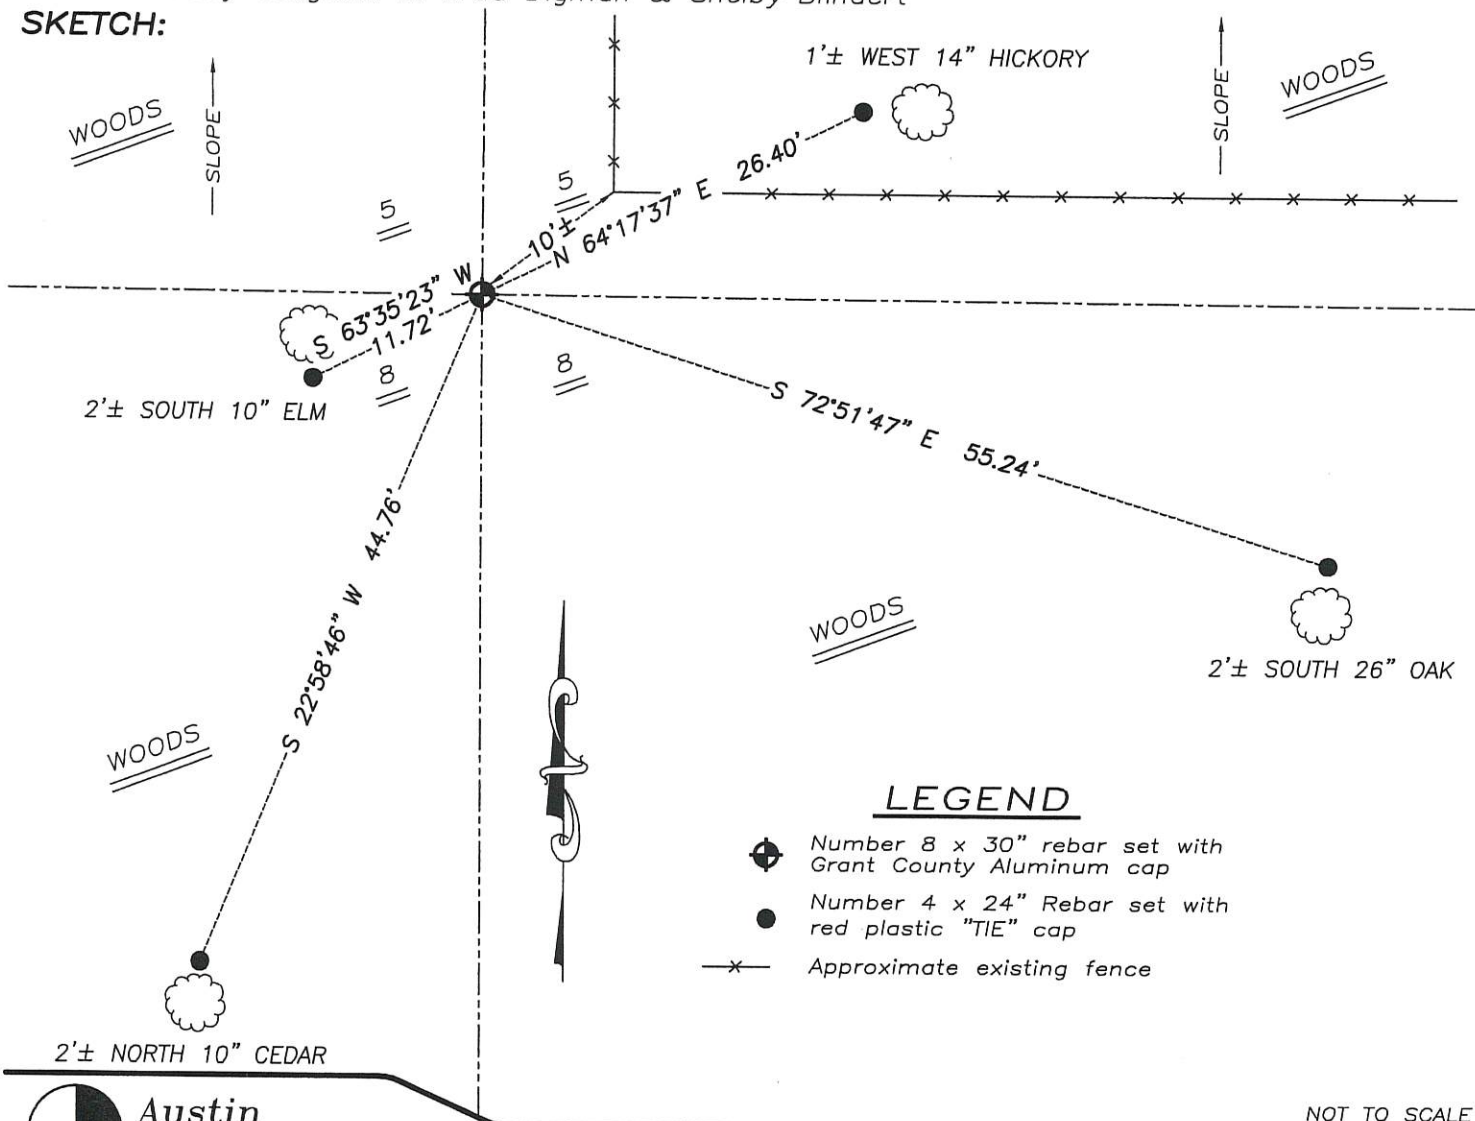 & Shelby Blindert
SKETCH:
1'± WEST 14" HICKORY
WOODS
SLOPE
SLOPE
WOODS
26.40'
5
5
10'±
N 64°17'37" E
S 63°35'23" W
11.72'
8
8
2'± SOUTH 10" ELM
S 72°51'47" E 55.24'
S 22°58'46" W 44.76'
WOODS
2'± SOUTH 26" OAK
WOODS
LEGEND
Number 8 x 30" rebar set with
Grant County Aluminum cap
Number 4 x 24" Rebar set with
red plastic "TIE" cap
Approximate existing fence
2'± NORTH 10" CEDAR
Austin
NOT TO SCALE